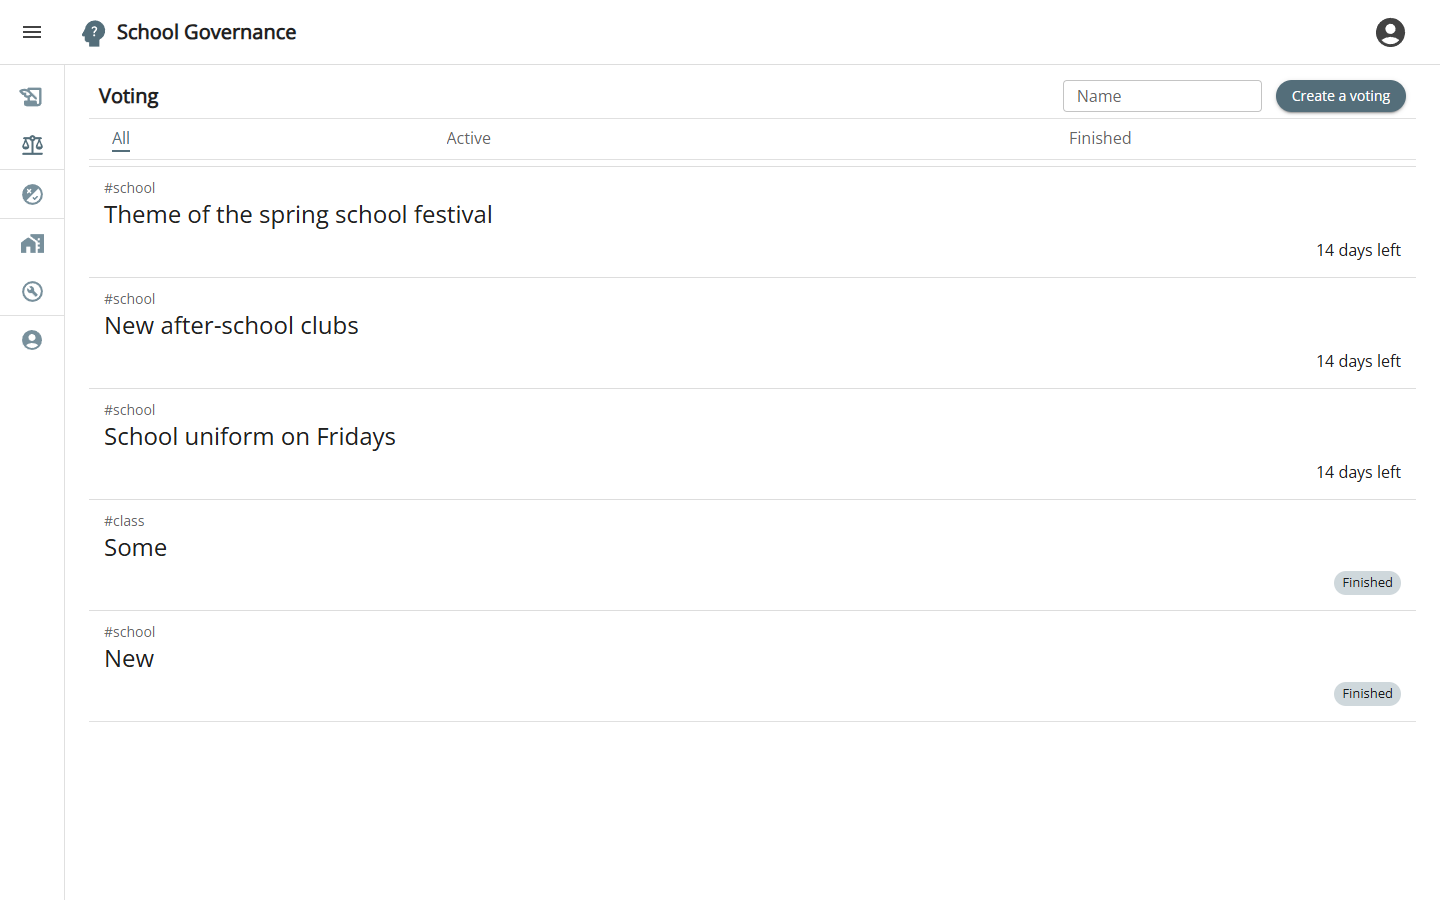 School Governance
Voting
Name
Create a voting
All
Active
Finished
#school
Theme of the spring school festival
14 days left
#school
New after-school clubs
14 days left
#school
School uniform on Fridays
14 days left
#class
Some
Finished
#school
New
Finished